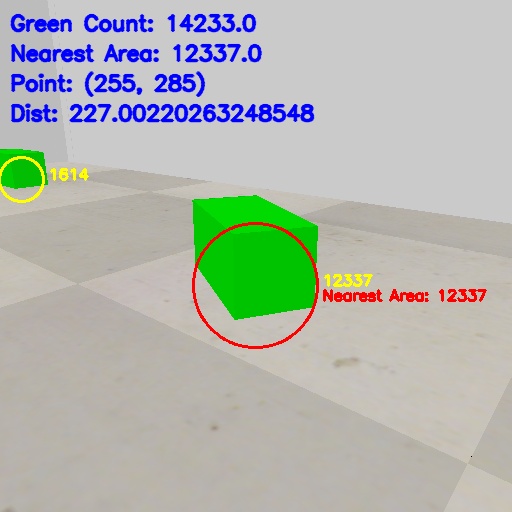 Green Count: 14233.0
Nearest Area: 12337.0
Point: (255, 285)
Dist: 227.00220263248548
1614
12337
Nearest Area: 12337